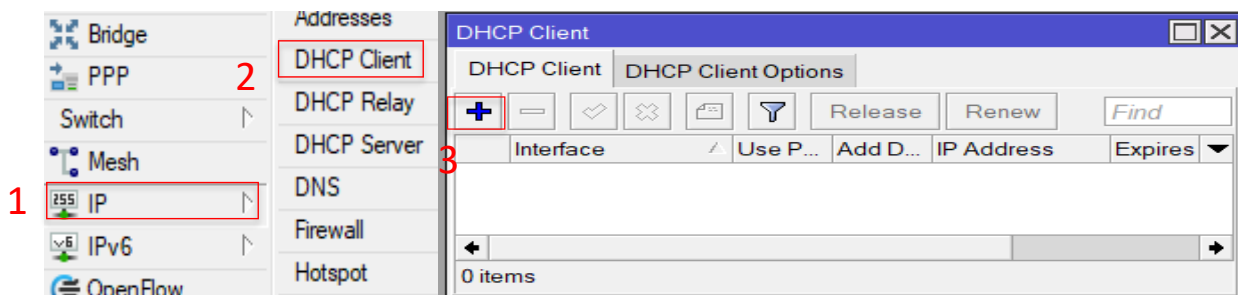 Bridge
PPP
Switch
Mesh
1
IP
IPv6
OpenFlow
2
Addresses
DHCP Client
DHCP Relay
DHCP Server
DNS
Firewall
Hotspot
DHCP Client
DHCP Client DHCP Client Options
Release Renew Find
3
Interface Use P... Add D... IP Address Expires
0 items